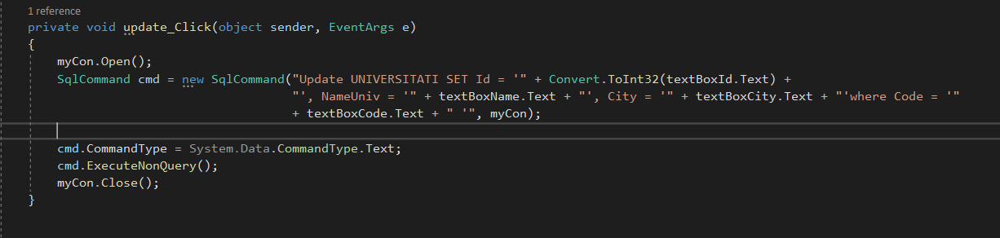 1 reference
private void update_Click(object sender, EventArgs e)
{
myCon.Open();
SqlCommand cmd = new SqlCommand("Update UNIVERSITATI SET Id = '" + Convert.ToInt32(textBoxId.Text) +
"', NameUniv = '" + textBoxName.Text + "', City = '" + textBoxCity.Text + "'where Code = '"
+ textBoxCode.Text + " '", myCon);
cmd.CommandType = System.Data.CommandType.Text;
cmd.ExecuteNonQuery();
myCon.Close();
}